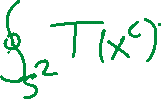 ∮_{S^2} T(x^c).